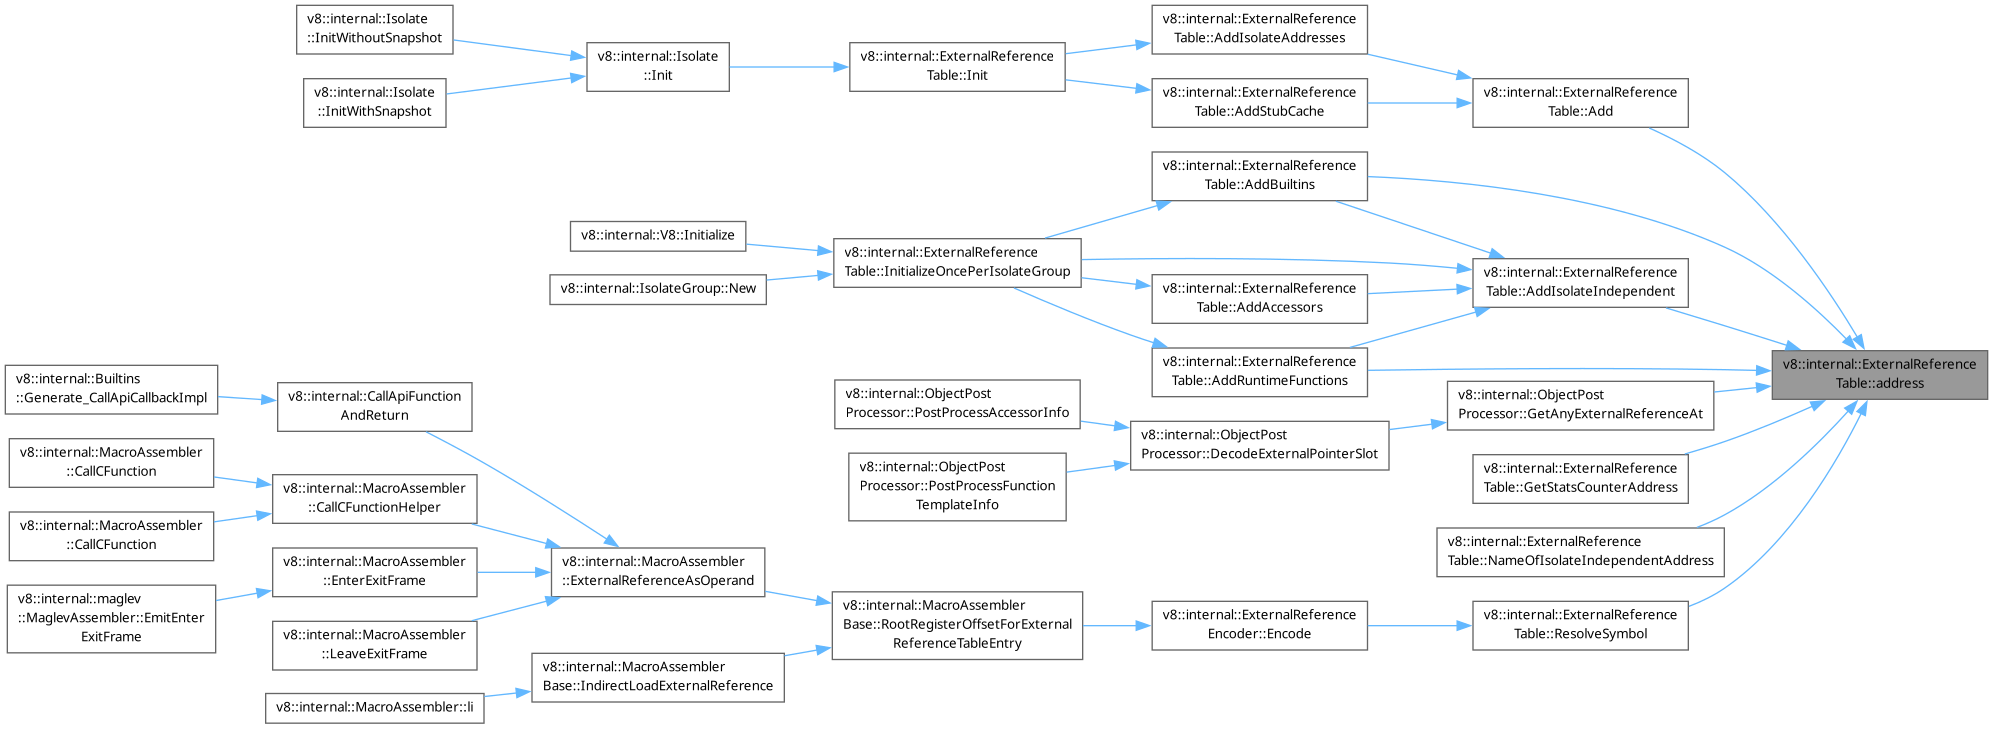 v8::internal::Isolate
::InitWithoutSnapshot
v8::internal::Isolate
::InitWithSnapshot
v8::internal::Isolate
::Init
v8::internal::ExternalReference
Table::Init
v8::internal::ExternalReference
Table::AddIsolateAddresses
v8::internal::ExternalReference
Table::AddStubCache
v8::internal::ExternalReference
Table::Add
v8::internal::ExternalReference
Table::AddBuiltins
v8::internal::V8::Initialize
v8::internal::IsolateGroup::New
v8::internal::ExternalReference
Table::InitializeOncePerIsolateGroup
v8::internal::ExternalReference
Table::AddAccessors
v8::internal::ExternalReference
Table::AddIsolateIndependent
v8::internal::ExternalReference
Table::AddRuntimeFunctions
v8::internal::ExternalReference
Table::address
v8::internal::Builtins
::Generate_CallApiCallbackImpl
v8::internal::CallApiFunction
AndReturn
v8::internal::ObjectPost
Processor::PostProcessAccessorInfo
v8::internal::ObjectPost
Processor::GetAnyExternalReferenceAt
v8::internal::ObjectPost
Processor::DecodeExternalPointerSlot
v8::internal::ObjectPost
Processor::PostProcessFunction
TemplateInfo
v8::internal::ExternalReference
Table::GetStatsCounterAddress
v8::internal::MacroAssembler
::CallCFunction
v8::internal::MacroAssembler
::CallCFunctionHelper
v8::internal::MacroAssembler
::CallCFunction
v8::internal::ExternalReference
Table::NameOfIsolateIndependentAddress
v8::internal::MacroAssembler
::EnterExitFrame
v8::internal::MacroAssembler
::ExternalReferenceAsOperand
v8::internal::maglev
::MaglevAssembler::EmitEnter
ExitFrame
v8::internal::MacroAssembler
::LeaveExitFrame
v8::internal::MacroAssembler
Base::RootRegisterOffsetForExternal
ReferenceTableEntry
v8::internal::ExternalReference
Encoder::Encode
v8::internal::ExternalReference
Table::ResolveSymbol
v8::internal::MacroAssembler
Base::IndirectLoadExternalReference
v8::internal::MacroAssembler::li